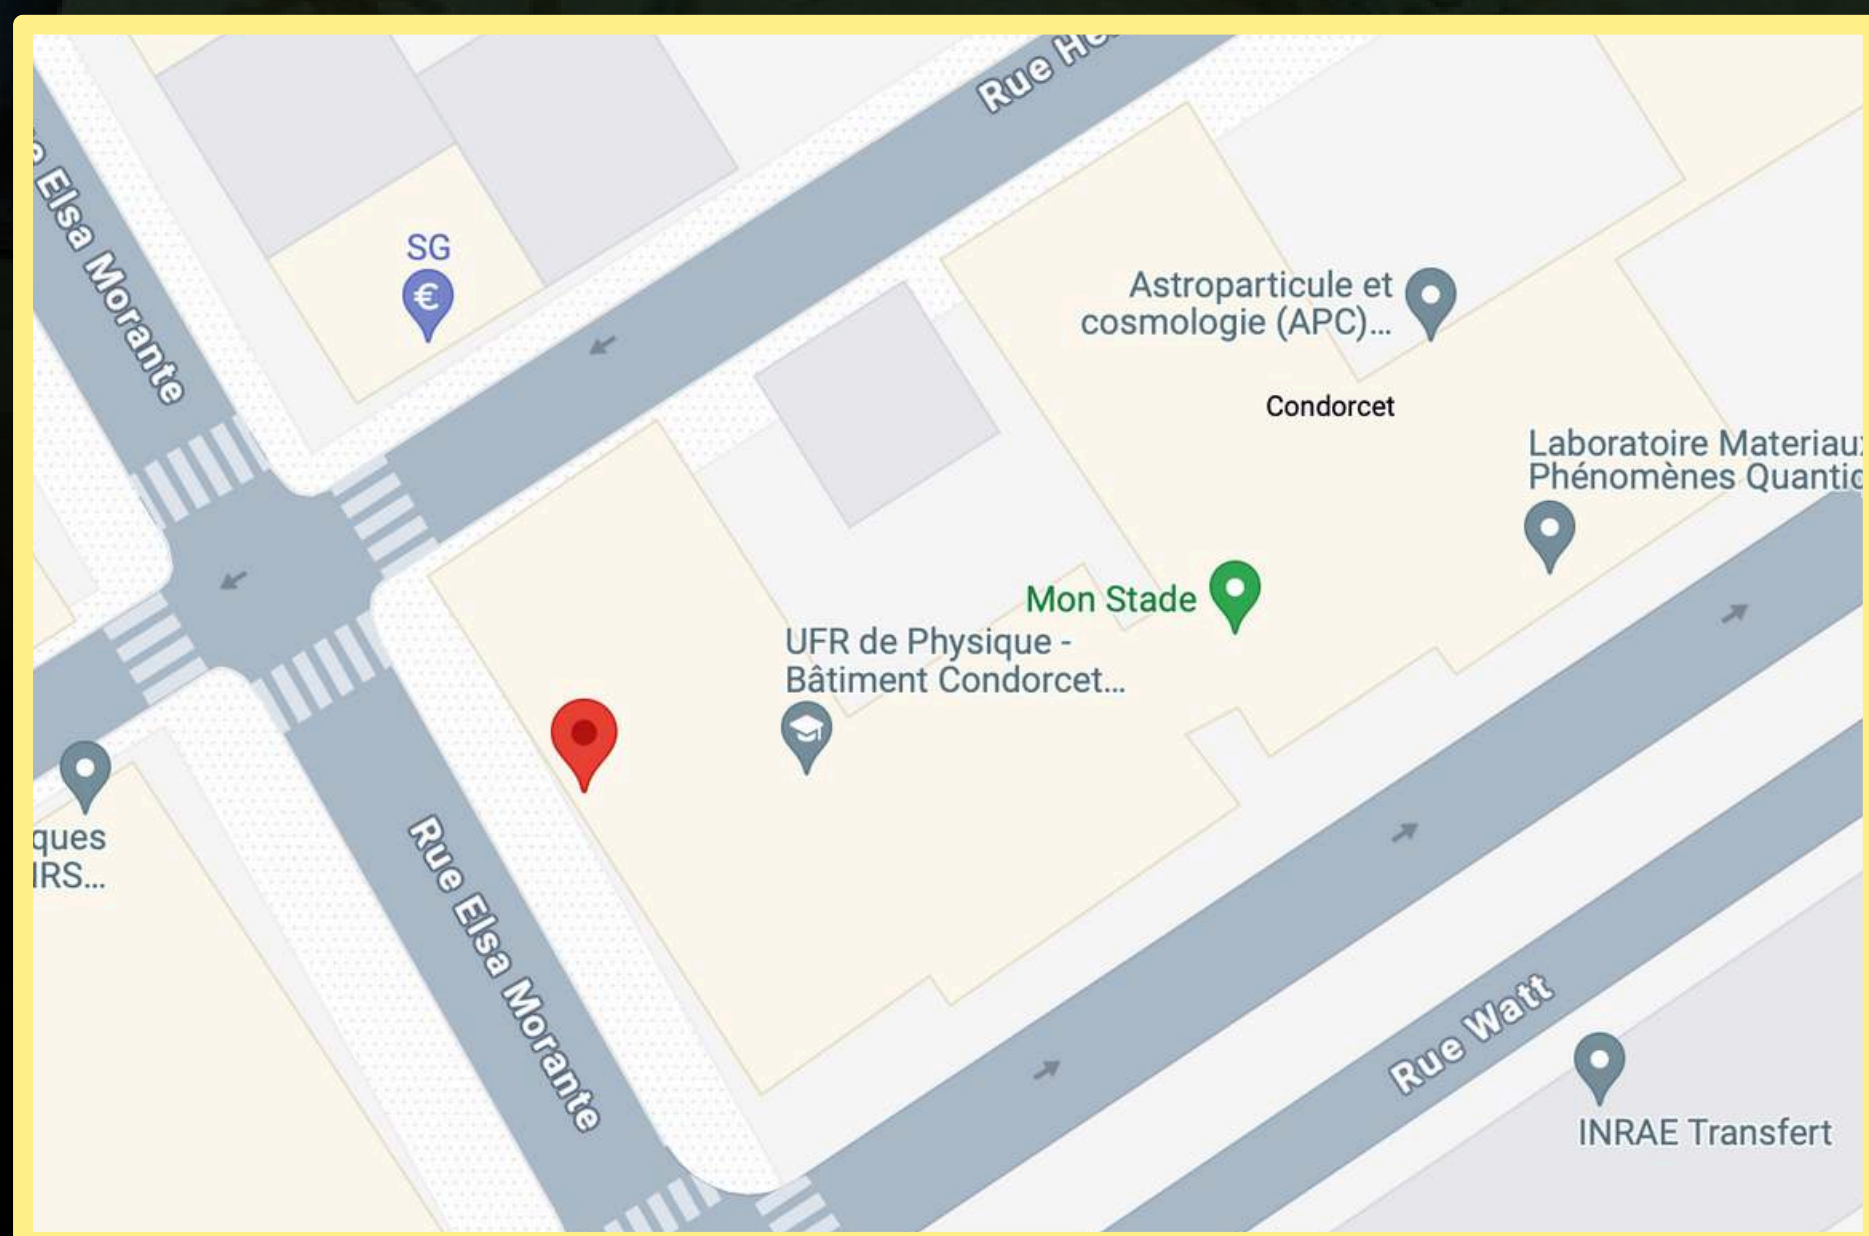 Rue
Elsa Morante
SG
€
Astroparticule et
cosmologie (APC)...
Condorcet
Laboratoire Materiau
Phénomènes Quanti
Mon Stade
UFR de Physique -
Bâtiment Condorcet...
ques
IRS...
Rue Elsa Morante
Rue Watt
INRAE Transfert